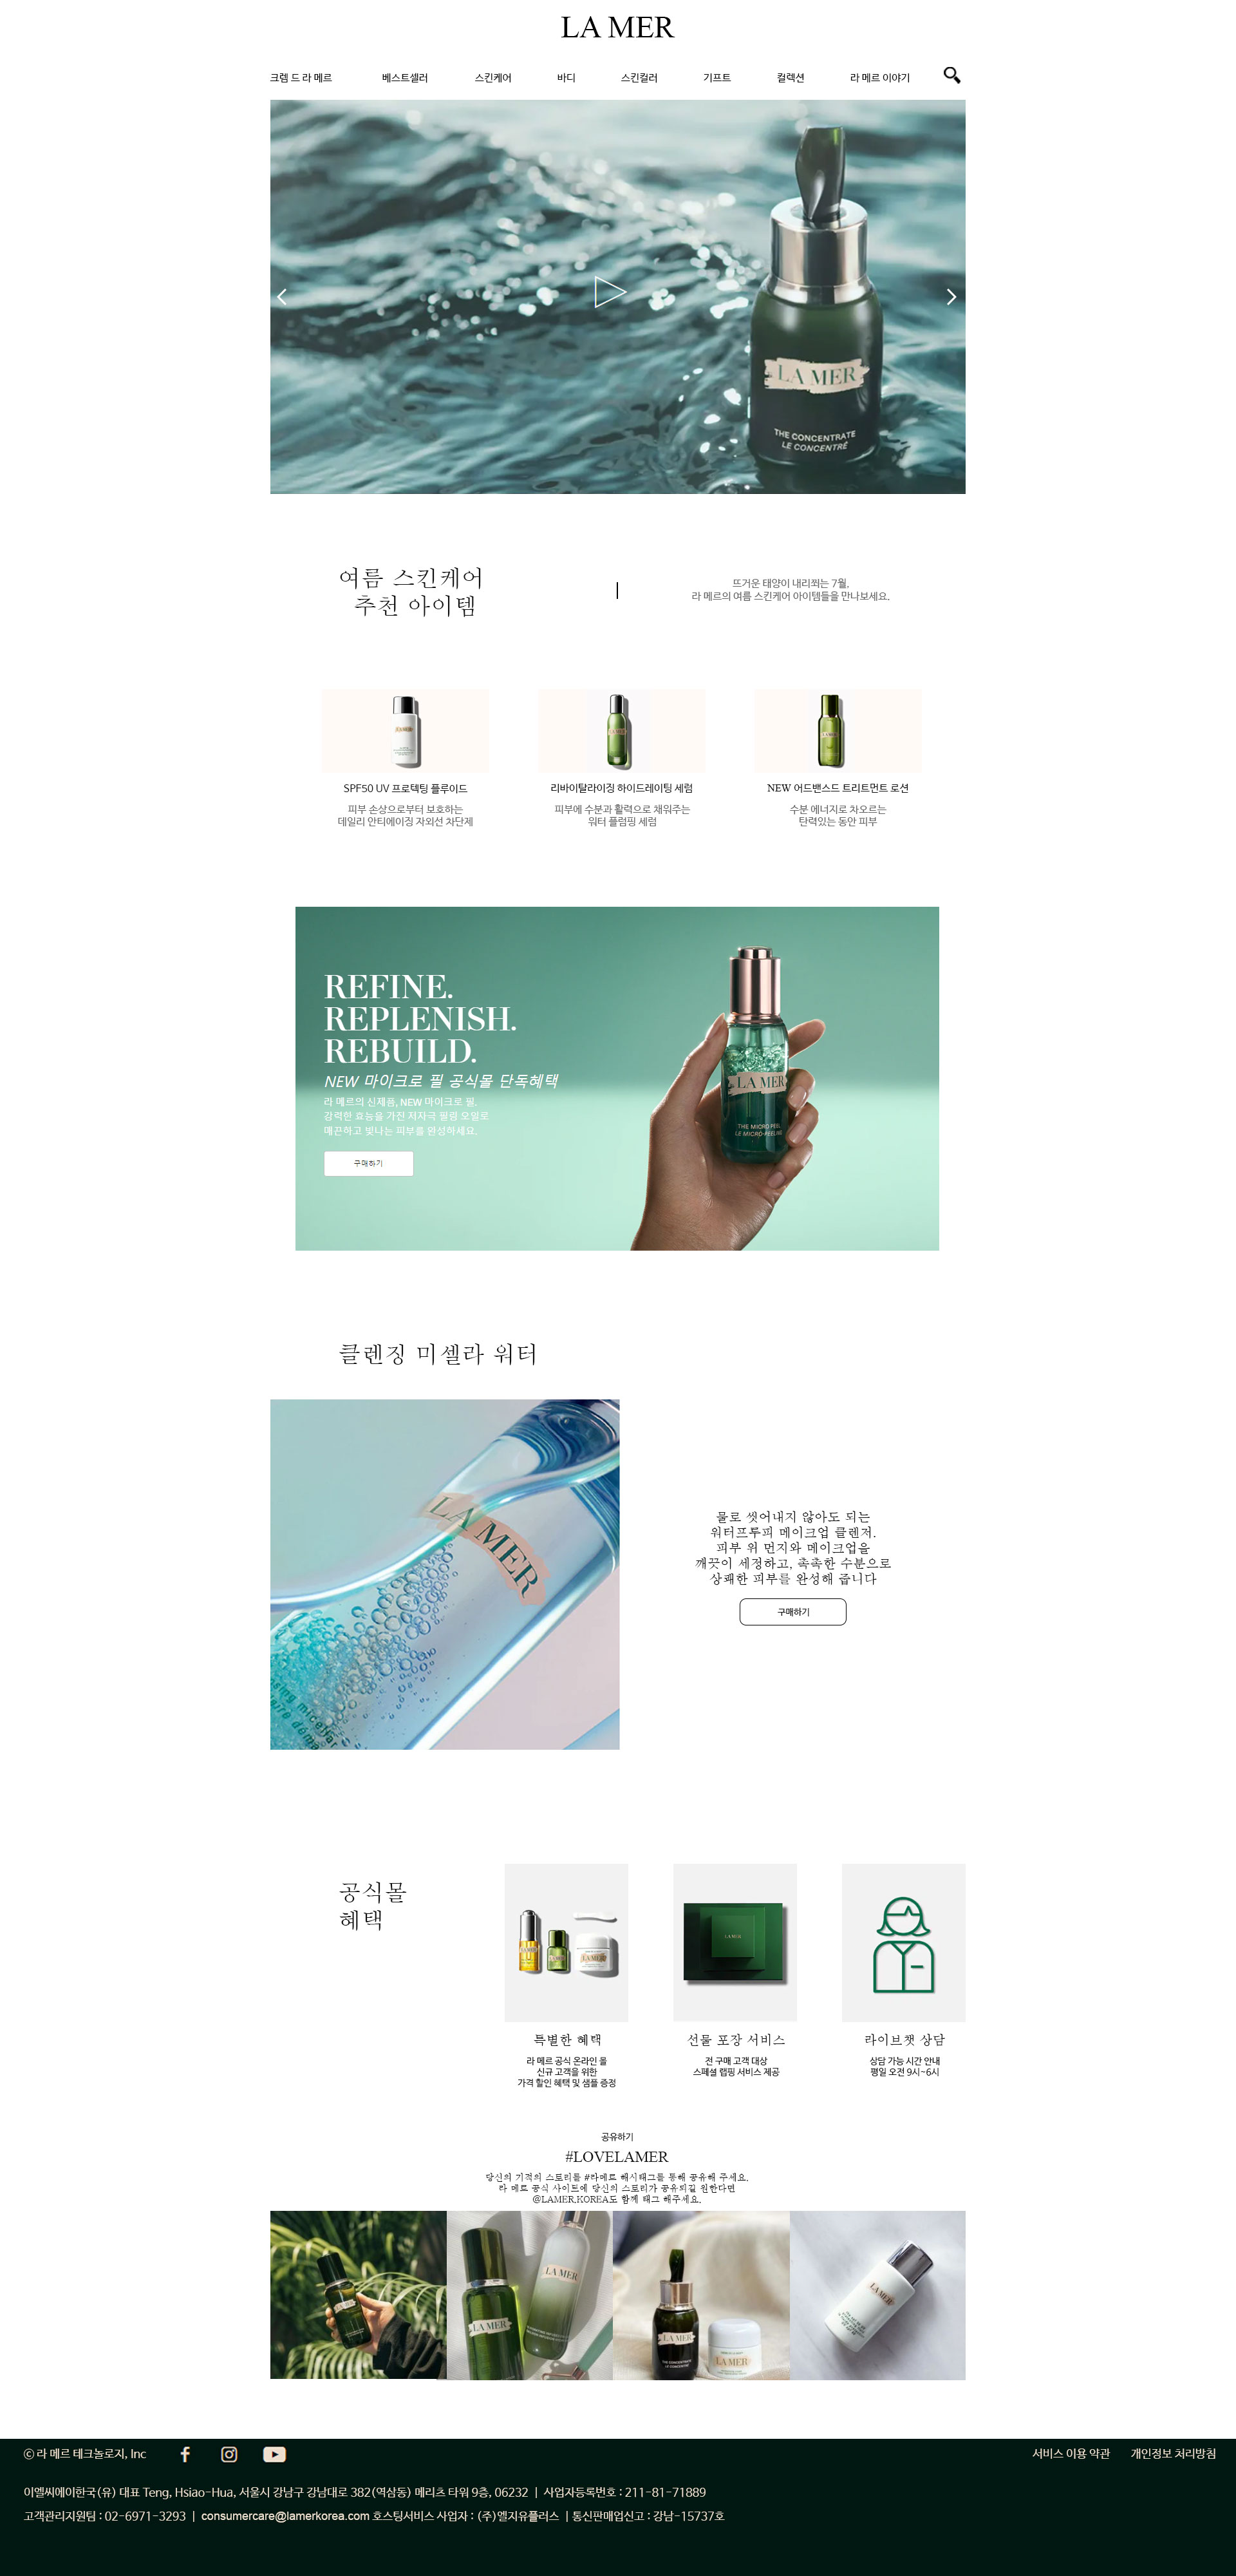 LA MER
크렘 드 라 메르 베스트셀러 스킨케어 바디 스킨컬러 기프트 컬렉션 라 메르 이야기
LA MER
THE CONCENTRATE
LE CONCENTRÉ
여름 스킨케어
추천 아이템
뜨거운 태양이 내리쬐는 7월,
라 메르의 여름 스킨케어 아이템들을 만나보세요.
SPF50 UV 프로텍팅 플루이드
피부 손상으로부터 보호하는
데일리 안티에이징 자외선 차단제
리바이탈라이징 하이드레이팅 세럼
피부에 수분과 활력으로 채워주는
워터 플럼핑 세럼
NEW 어드밴스드 트리트먼트 로션
수분 에너지로 차오르는
탄력있는 동안 피부
REFINE.
REPLENISH.
REBUILD.
NEW 마이크로 필 공식몰 단독혜택
라 메르의 신제품, NEW 마이크로 필.
강력한 효능을 가진 저자극 필링 오일로
매끈하고 빛나는 피부를 완성하세요.
구매하기
LA MER
THE MICRO PEEL
LE MICRO-PEELING
클렌징 미셀라 워터
LA MER
물로 씻어내지 않아도 되는
워터프루피 메이크업 클렌저.
피부 위 먼지와 메이크업을
깨끗이 세정하고, 촉촉한 수분으로
상쾌한 피부를 완성해 줍니다
구매하기
공식몰
혜택
LA MER
특별한 혜택
라 메르 공식 온라인 몰
신규 고객을 위한
가격 할인 혜택 및 샘플 증정
선물 포장 서비스
전 구매 고객 대상
스페셜 랩핑 서비스 제공
라이브챗 상담
상담 가능 시간 안내
평일 오전 9시~6시
공유하기
#LOVELAMER
당신의 기적의 스토리를 #라메르 해시태그를 통해 공유해 주세요.
라 메르 공식 사이트에 당신의 스토리가 공유되길 원한다면
@LAMER.KOREA도 함께 태그 해주세요.
LA MER
LA MER
LA MER
THE CONCENTRATE
LE CONCENTRÉ
LA MER
LA MER
ⓒ 라 메르 테크놀로지, Inc 서비스 이용 약관 개인정보 처리방침
이엘씨에이한국(유) 대표 Teng, Hsiao-Hua, 서울시 강남구 강남대로 382(역삼동) 메리츠 타워 9층, 06232 | 사업자등록번호 : 211-81-71889
고객관리지원팀 : 02-6971-3293 | consumercare@lamerkorea.com 호스팅서비스 사업자 : (주)엘지유플러스 | 통신판매업신고 : 강남-15737호